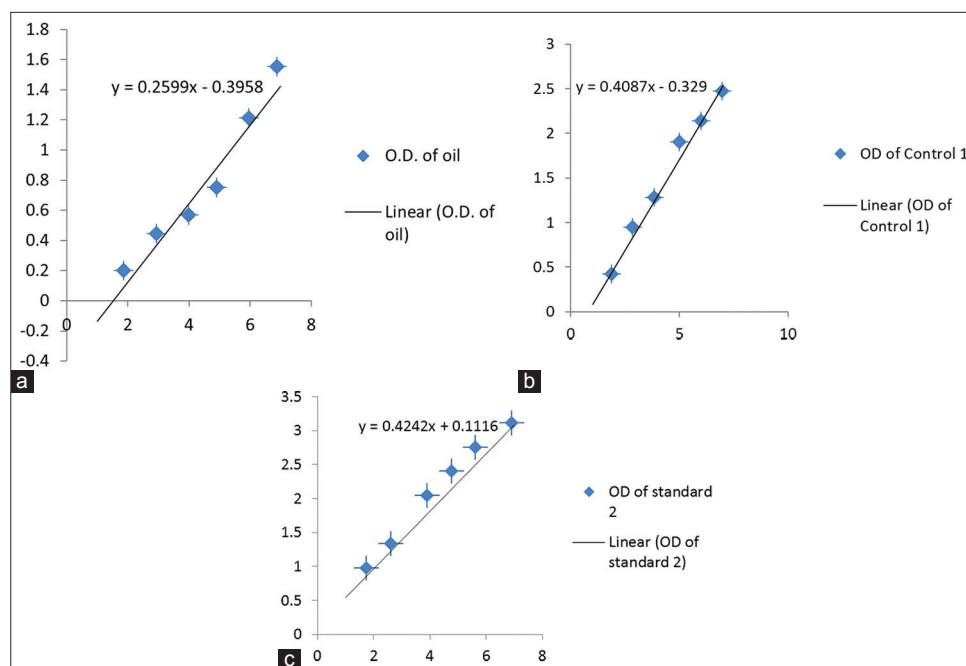 1.8
1.6
1.4
1.2
1
0.8
0.6
0.4
0.2
0
-0.2
-0.4
0
2
4
6
8
y = 0.2599x - 0.3958
O.D. of oil
Linear (O.D. of
oil)
a
3
2.5
2
1.5
1
0.5
0
0
5
10
y = 0.4087x - 0.329
OD of Control 1
Linear (OD of
Control 1)
b
3.5
3
2.5
2
1.5
1
0.5
0
0
2
4
6
8
y = 0.4242x + 0.1116
OD of standard
2
Linear (OD of
standard 2)
c